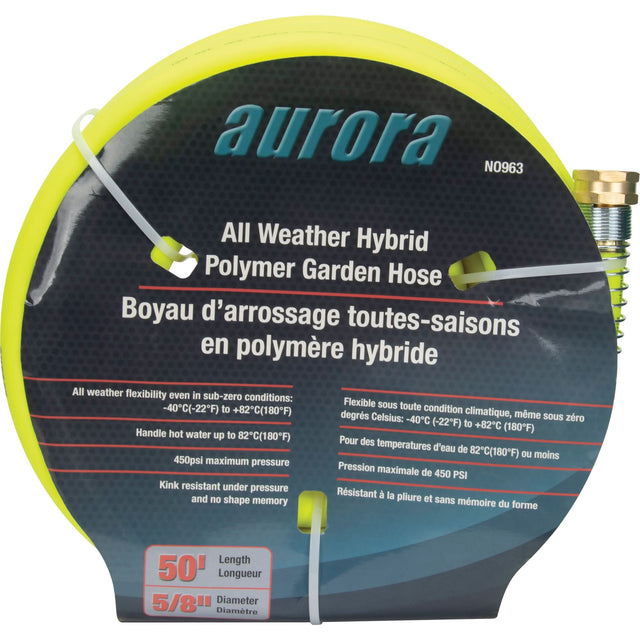 aurora
NO963
All Weather Hybrid
Polymer Garden Hose
Boyau d'arrossage toutes-saisons
en polymère hybride
All weather flexibility even in sub-zero conditions:
-40°C(-22°F) to +82°C(180°F)
Handle hot water up to 82°C(180°F)
450psi maximum pressure
Kink resistant under pressure
and no shape memory
Flexible sous toute condition climatique, même sous zéro
degrés Celsius: -40°C (-22°F) to +82°C (180°F)
Pour des temperatures d'eau de 82°C(180°F) ou moins
Pression maximale de 450 PSI
Résistant à la pliure et sans mémoire du forme
50' Length
Longueur
5/8" Diameter
Diamètre